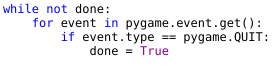 while not done:
    for event in pygame.event.get():
        if event.type == pygame.QUIT:
            done = True